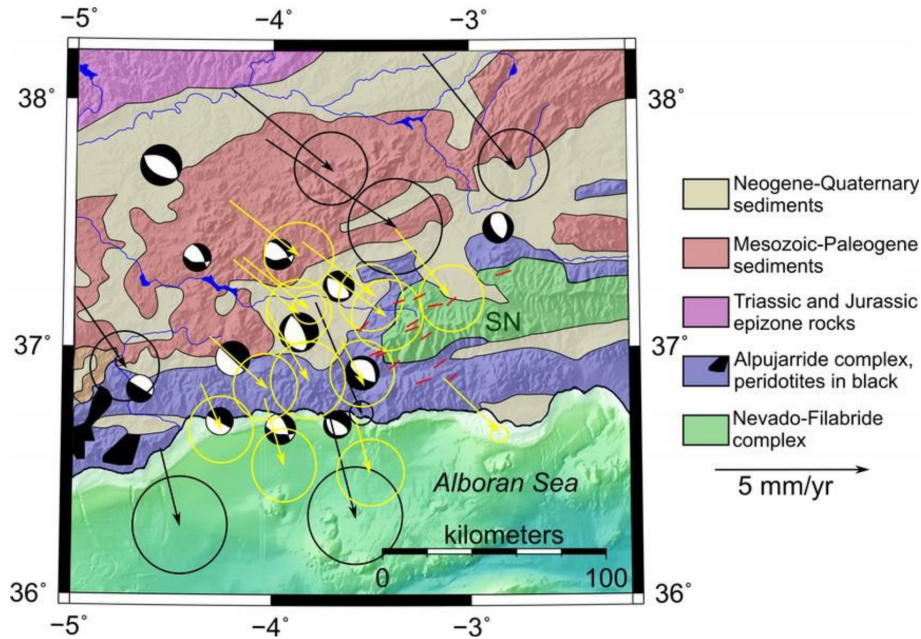 −5° −4° −3°
38° 38°
Neogene-Quaternary
sediments
Mesozoic-Paleogene
sediments
Triassic and Jurassic
epizone rocks
SN
37° 37°
Alpujarride complex,
peridotites in black
Nevado-Filabride
complex
5 mm/yr
Alboran Sea
kilometers
0 100
36° 36°
−5° −4° −3°